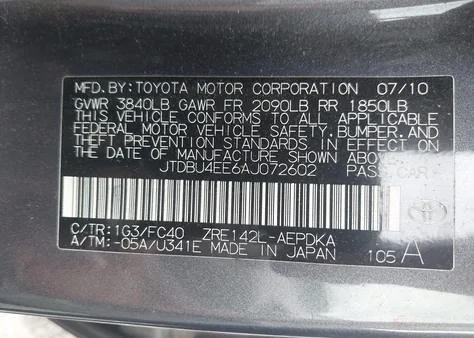 MFD. BY: TOYOTA MOTOR CORPORATION 07/10
GVWR 3840LB GAWR FR 2090LB RR 1850LB
THIS VEHICLE CONFORMS TO ALL APPLICABLE
FEDERAL MOTOR VEHICLE SAFETY, BUMPER, AND
THEFT PREVENTION STANDARDS IN EFFECT ON
THE DATE OF MANUFACTURE SHOWN ABOVE.
JTDBU4EE6AJ072602 PASS. CAR
C/TR: 1G3/FC40 ZRE142L-AEPDKA
A/TM: -05A/U341E MADE IN JAPAN 105 A